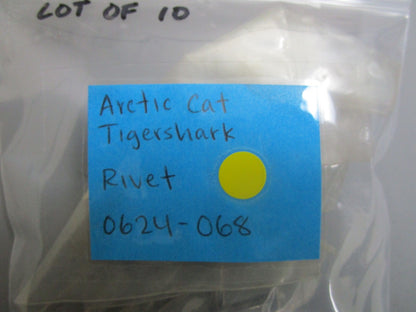 LOT OF 10
Arctic Cat
Tigershark
Rivet
0624-068